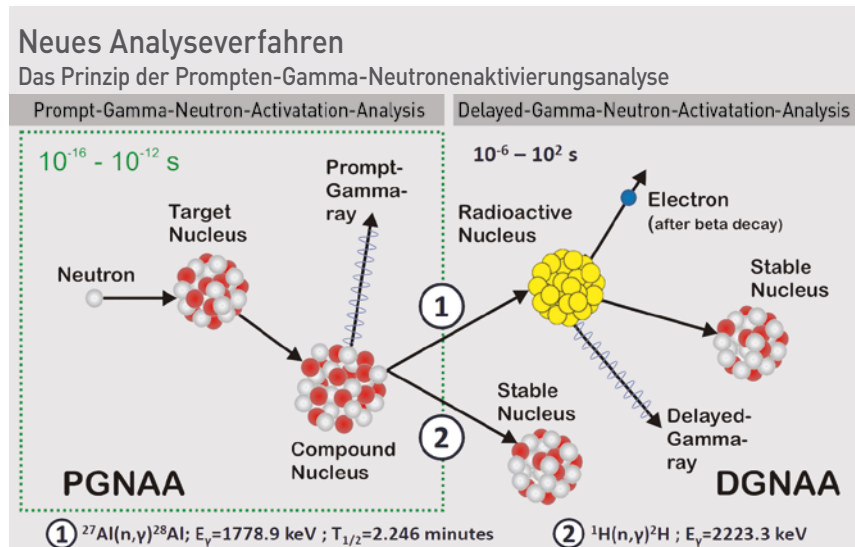 Neues Analyseverfahren
Das Prinzip der Prompten-Gamma-Neutronenaktivierungsanalyse
Prompt-Gamma-Neutron-Activatation-Analysis
Delayed-Gamma-Neutron-Activatation-Analysis
10⁻¹⁶ - 10⁻¹² s
Prompt-
Gamma-
ray
Target
Nucleus
Neutron
Compound
Nucleus
PGNAA
1
2
10⁻⁶ – 10² s
Radioactive
Nucleus
Electron
(after beta decay)
Stable
Nucleus
Stable
Nucleus
Delayed-
Gamma-
ray
DGNAA
1 ²⁷Al(n,γ)²⁸Al; Eγ=1778.9 keV ; T₁/₂=2.246 minutes
2 ¹H(n,γ)²H ; Eγ=2223.3 keV